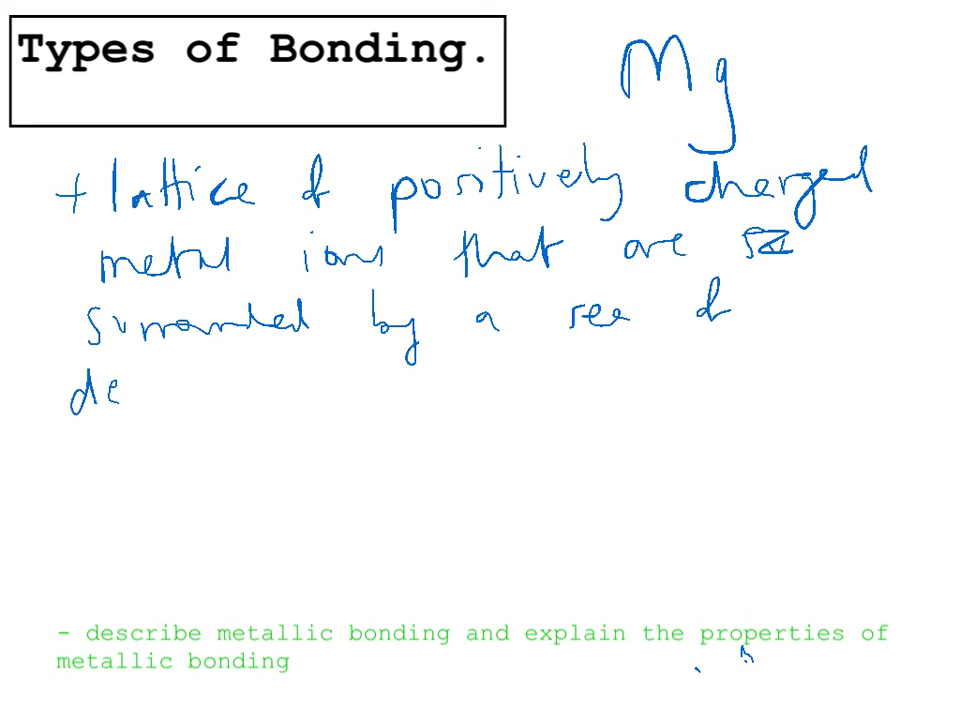 Types of Bonding.
Mg
+ lattice of positively charged
metal ions that are
surrounded by a sea of
de
- describe metallic bonding and explain the properties of
metallic bonding